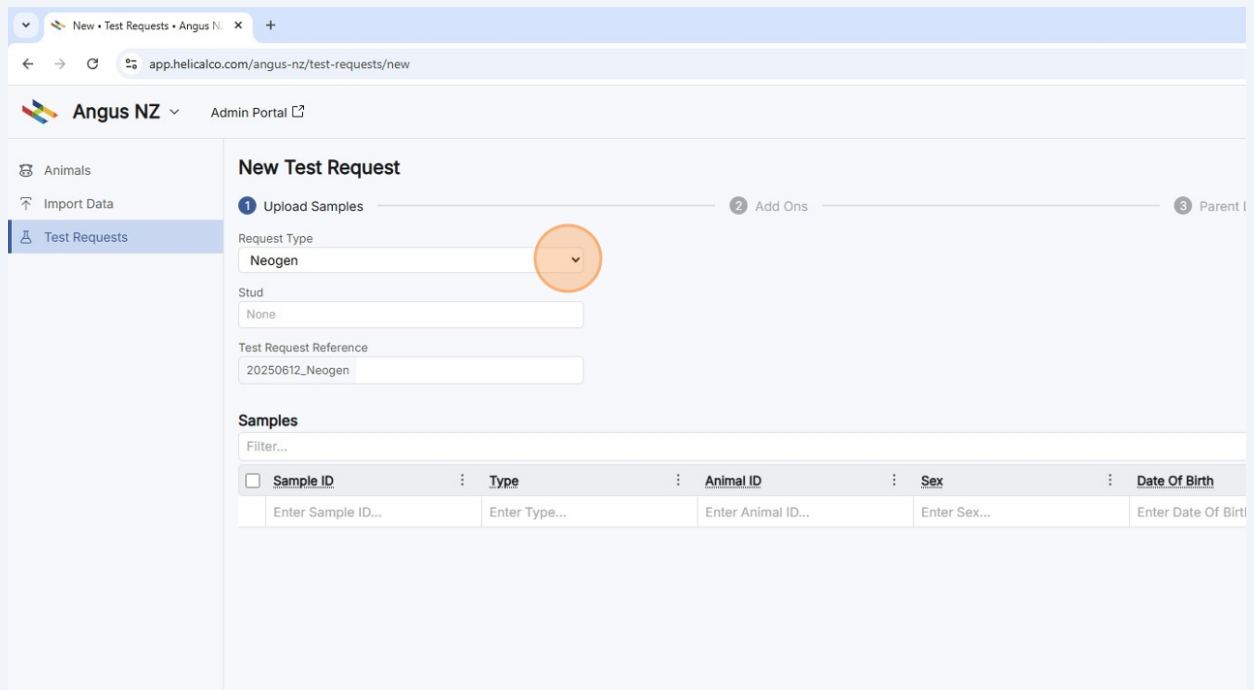 New • Test Requests • Angus N
app.helicalco.com/angus-nz/test-requests/new
Angus NZ
Admin Portal
Animals
Import Data
Test Requests
New Test Request
1 Upload Samples
2 Add Ons
3 Parent
Request Type
Neogen
Stud
None
Test Request Reference
20250612_Neogen
Samples
Filter...
Sample ID Type Animal ID Sex Date Of Birth
Enter Sample ID... Enter Type... Enter Animal ID... Enter Sex... Enter Date Of Birt